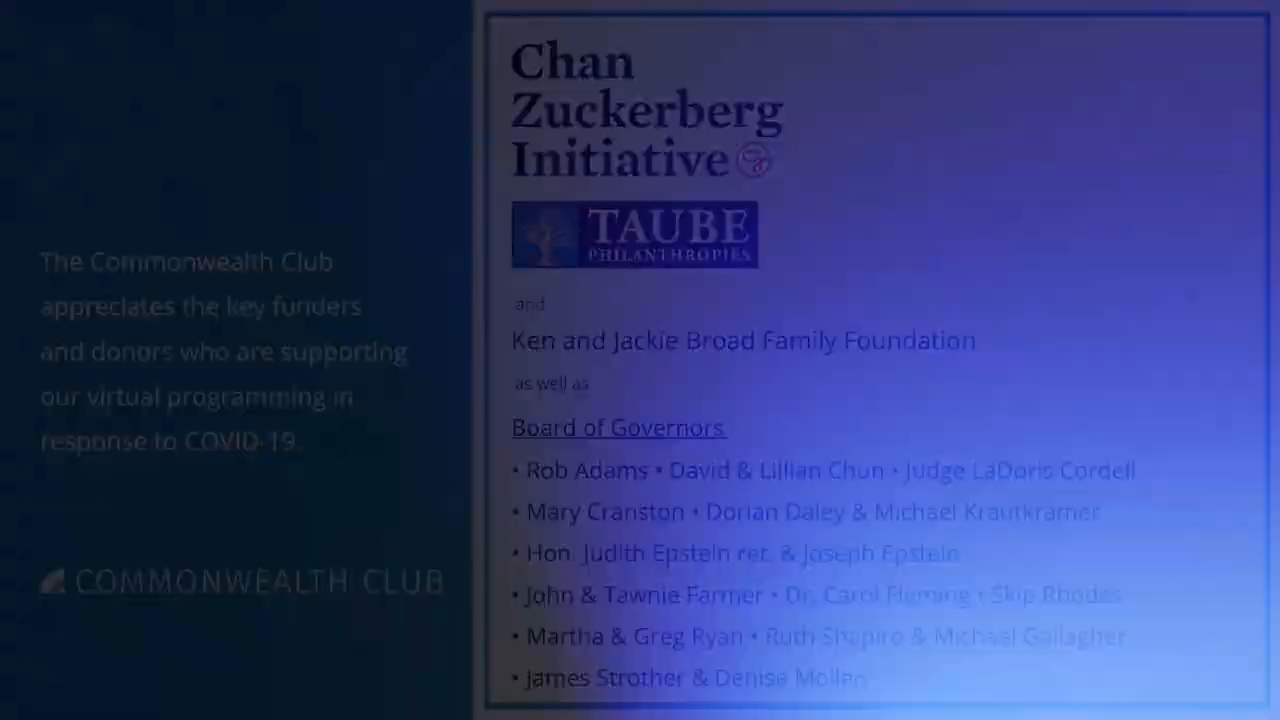 The Commonwealth Club
appreciates the key funders
and donors who are supporting
our virtual programming in
response to COVID-19.
COMMONWEALTH CLUB
Chan
Zuckerberg
Initiative
TAUBE
PHILANTHROPIES
and
Ken and Jackie Broad Family Foundation
as well as
Board of Governors
• Rob Adams • David & Lillian Chun • Judge LaDoris Cordell
• Mary Cranston • Dorian Daley & Michael Krautkramer
• Hon. Judith Epstein ret. & Joseph Epstein
• John & Tawnie Farmer • Dr. Carol Fleming • Skip Rhodes
• Martha & Greg Ryan • Ruth Shapiro & Michael Gallagher
• James Strother & Denise Mollen